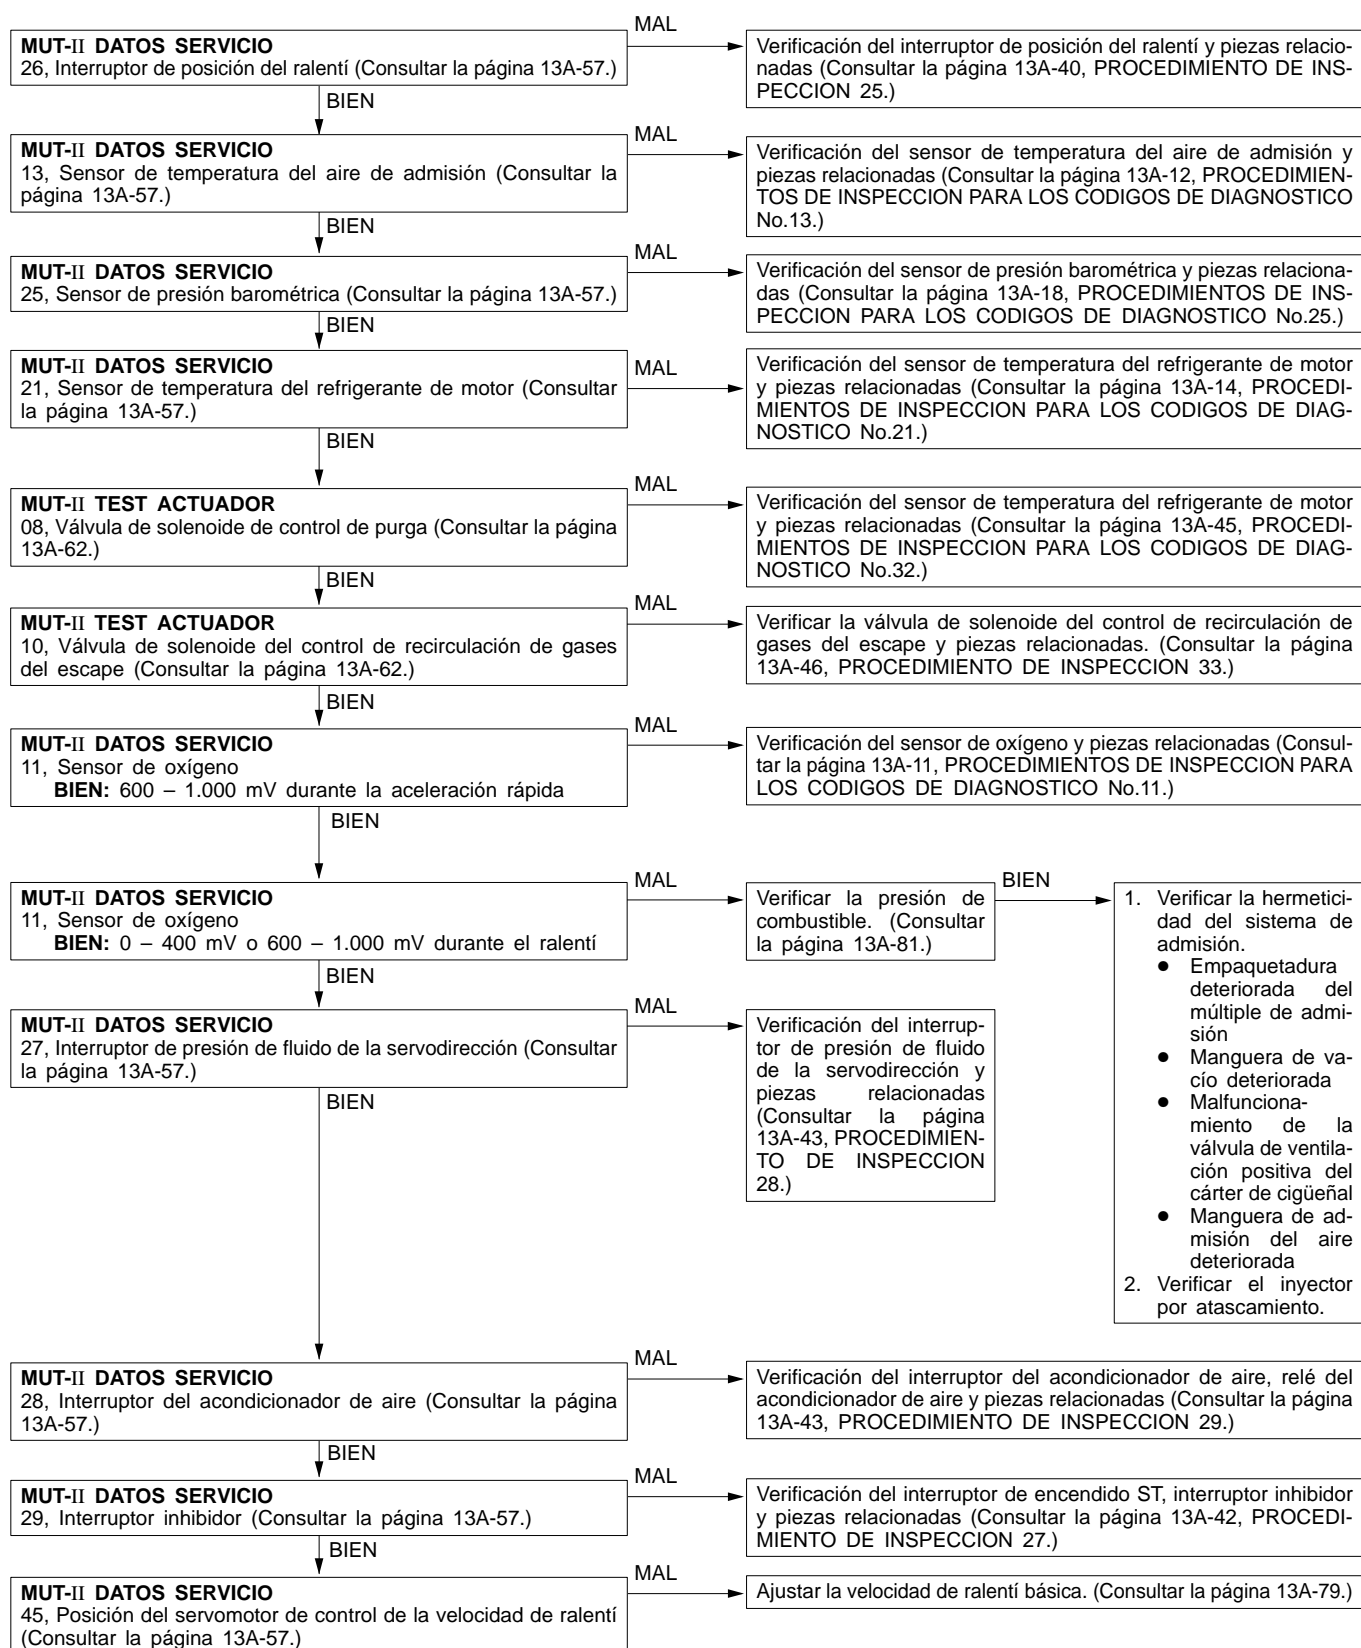 MAL
MUT-II DATOS SERVICIO
26, Interruptor de posición del ralentí (Consultar la página 13A-57.)
Verificación del interruptor de posición del ralentí y piezas relacio-
nadas (Consultar la página 13A-40, PROCEDIMIENTO DE INS-
PECCION 25.)
BIEN
MAL
MUT-II DATOS SERVICIO
13, Sensor de temperatura del aire de admisión (Consultar la
página 13A-57.)
Verificación del sensor de temperatura del aire de admisión y
piezas relacionadas (Consultar la página 13A-12, PROCEDIMIEN-
TOS DE INSPECCION PARA LOS CODIGOS DE DIAGNOSTICO
No.13.)
BIEN
MAL
MUT-II DATOS SERVICIO
25, Sensor de presión barométrica (Consultar la página 13A-57.)
Verificación del sensor de presión barométrica y piezas relaciona-
das (Consultar la página 13A-18, PROCEDIMIENTOS DE INS-
PECCION PARA LOS CODIGOS DE DIAGNOSTICO No.25.)
BIEN
MAL
MUT-II DATOS SERVICIO
21, Sensor de temperatura del refrigerante de motor (Consultar
la página 13A-57.)
Verificación del sensor de temperatura del refrigerante de motor
y piezas relacionadas (Consultar la página 13A-14, PROCEDI-
MIENTOS DE INSPECCION PARA LOS CODIGOS DE DIAG-
NOSTICO No.21.)
BIEN
MAL
MUT-II TEST ACTUADOR
08, Válvula de solenoide de control de purga (Consultar la página
13A-62.)
Verificación del sensor de temperatura del refrigerante de motor
y piezas relacionadas (Consultar la página 13A-45, PROCEDI-
MIENTOS DE INSPECCION PARA LOS CODIGOS DE DIAG-
NOSTICO No.32.)
BIEN
MAL
MUT-II TEST ACTUADOR
10, Válvula de solenoide del control de recirculación de gases
del escape (Consultar la página 13A-62.)
Verificar la válvula de solenoide del control de recirculación de
gases del escape y piezas relacionadas. (Consultar la página
13A-46, PROCEDIMIENTO DE INSPECCION 33.)
BIEN
MAL
MUT-II DATOS SERVICIO
11, Sensor de oxígeno
BIEN: 600 – 1.000 mV durante la aceleración rápida
Verificación del sensor de oxígeno y piezas relacionadas (Consul-
tar la página 13A-11, PROCEDIMIENTOS DE INSPECCION PARA
LOS CODIGOS DE DIAGNOSTICO No.11.)
BIEN
MAL
MUT-II DATOS SERVICIO
11, Sensor de oxígeno
BIEN: 0 – 400 mV o 600 – 1.000 mV durante el ralentí
Verificar la presión de
combustible. (Consultar
la página 13A-81.)
BIEN
1. Verificar la hermetici-
dad del sistema de
admisión.
● Empaquetadura
deteriorada del
múltiple de admi-
sión
● Manguera de va-
cío deteriorada
● Malfunciona-
miento de la
válvula de ventila-
ción positiva del
cárter de cigüeñal
● Manguera de ad-
misión del aire
deteriorada
2. Verificar el inyector
por atascamiento.
BIEN
MAL
MUT-II DATOS SERVICIO
27, Interruptor de presión de fluido de la servodirección (Consultar
la página 13A-57.)
Verificación del interrup-
tor de presión de fluido
de la servodirección y
piezas relacionadas
(Consultar la página
13A-43, PROCEDIMIEN-
TO DE INSPECCION
28.)
BIEN
MAL
MUT-II DATOS SERVICIO
28, Interruptor del acondicionador de aire (Consultar la página
13A-57.)
Verificación del interruptor del acondicionador de aire, relé del
acondicionador de aire y piezas relacionadas (Consultar la página
13A-43, PROCEDIMIENTO DE INSPECCION 29.)
BIEN
MAL
MUT-II DATOS SERVICIO
29, Interruptor inhibidor (Consultar la página 13A-57.)
Verificación del interruptor de encendido ST, interruptor inhibidor
y piezas relacionadas (Consultar la página 13A-42, PROCEDI-
MIENTO DE INSPECCION 27.)
BIEN
MAL
MUT-II DATOS SERVICIO
45, Posición del servomotor de control de la velocidad de ralentí
(Consultar la página 13A-57.)
Ajustar la velocidad de ralentí básica. (Consultar la página 13A-79.)